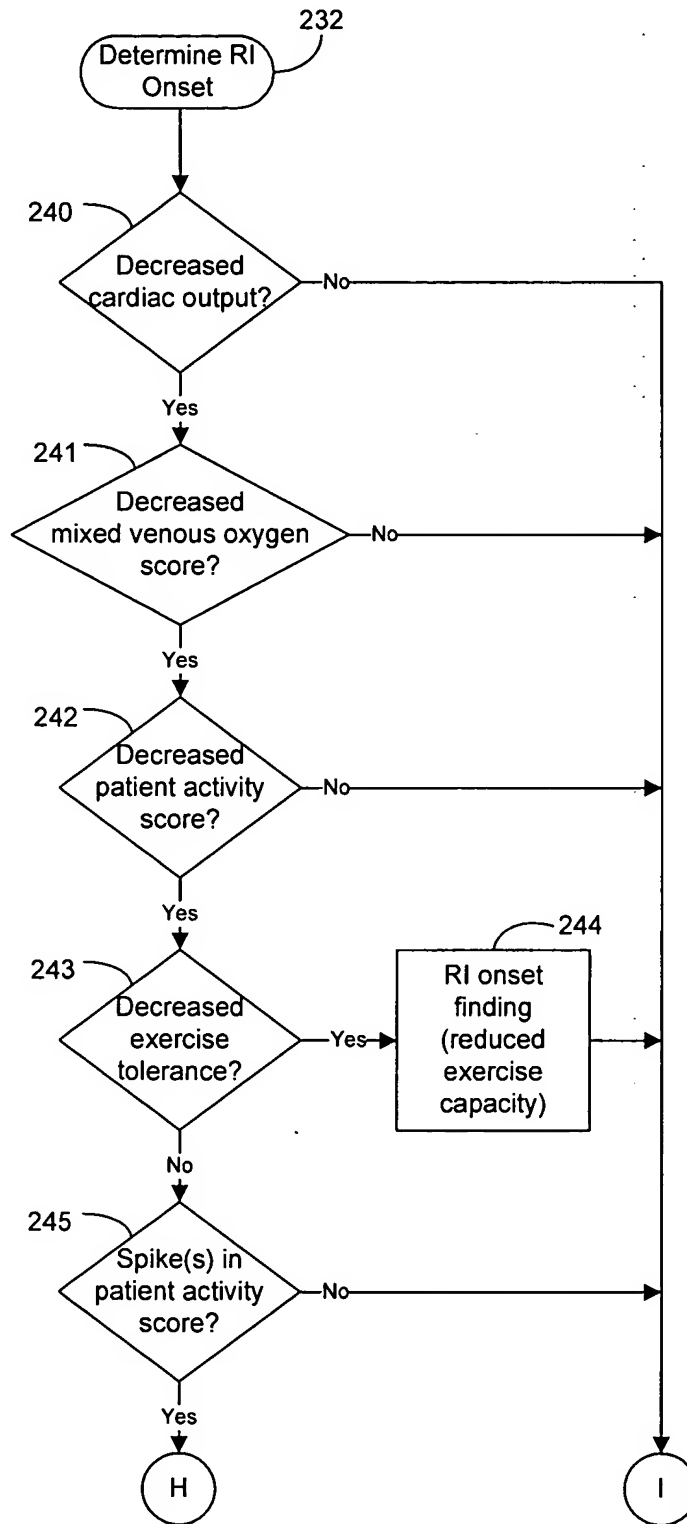 232
Determine RI
Onset
240
Decreased
cardiac output?
No
Yes
241
Decreased
mixed venous oxygen
score?
No
Yes
242
Decreased
patient activity
score?
No
Yes
243
Decreased
exercise
tolerance?
Yes
244
RI onset
finding
(reduced
exercise
capacity)
No
245
Spike(s) in
patient activity
score?
No
Yes
H
I